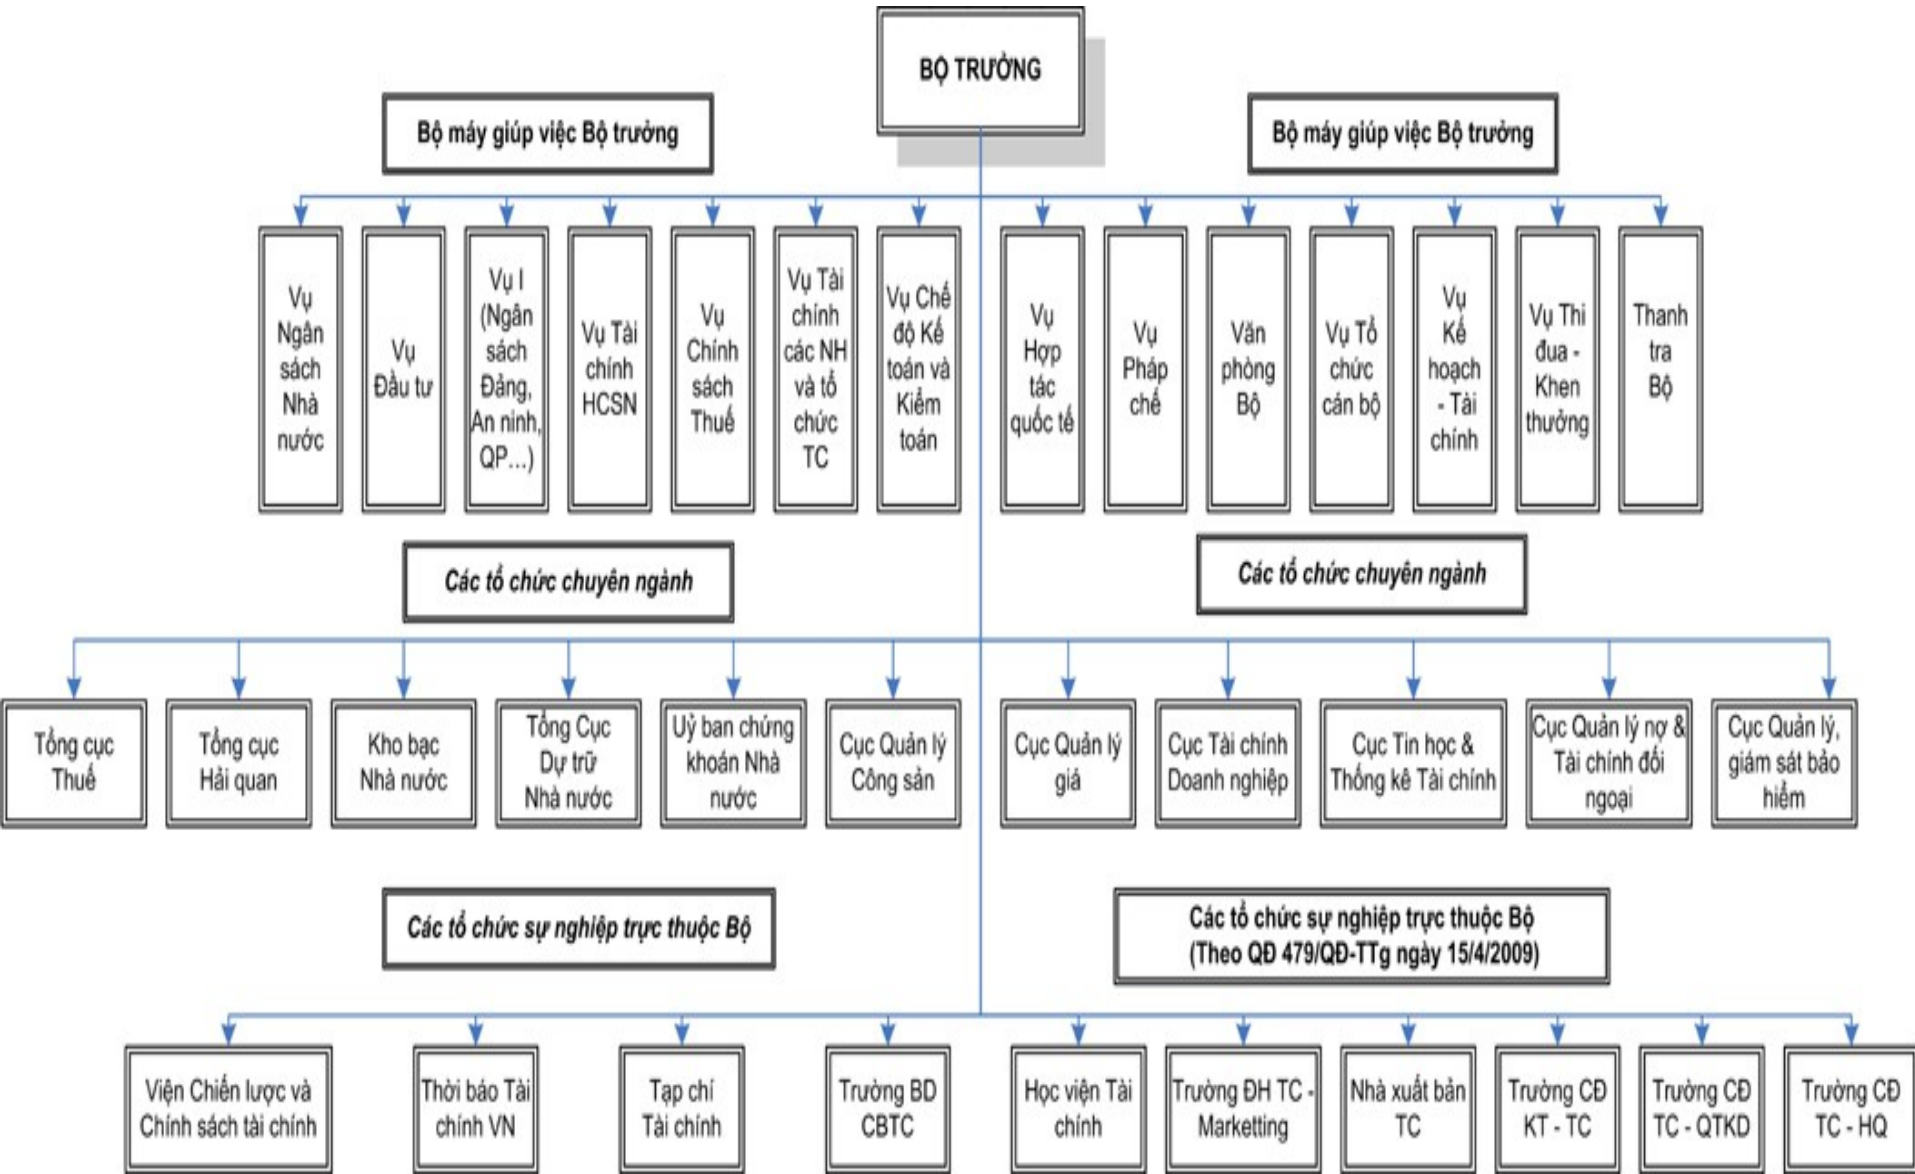 BỘ TRƯỞNG
Bộ máy giúp việc Bộ trưởng
Bộ máy giúp việc Bộ trưởng
Vụ
Ngân
sách
Nhà
nước
Vụ
Đầu tư
Vụ I
(Ngân
sách
Đảng,
An ninh,
QP...)
Vụ Tài
chính
HCSN
Vụ
Chính
sách
Thuế
Vụ Tài
chính
các NH
và tổ
chức
TC
Vụ Chế
độ Kế
toán và
Kiểm
toán
Vụ
Hợp
tác
quốc tế
Vụ
Pháp
chế
Văn
phòng
Bộ
Vụ Tổ
chức
cán bộ
Vụ
Kế
hoạch
- Tài
chính
Vụ Thi
đua -
Khen
thưởng
Thanh
tra
Bộ
Các tổ chức chuyên ngành
Các tổ chức chuyên ngành
Tổng cục
Thuế
Tổng cục
Hải quan
Kho bạc
Nhà nước
Tổng Cục
Dự trữ
Nhà nước
Uỷ ban chứng
khoán Nhà
nước
Cục Quản lý
Công sản
Cục Quản lý
giá
Cục Tài chính
Doanh nghiệp
Cục Tin học &
Thống kê Tài chính
Cục Quản lý nợ &
Tài chính đối
ngoại
Cục Quản lý,
giám sát bảo
hiểm
Các tổ chức sự nghiệp trực thuộc Bộ
Các tổ chức sự nghiệp trực thuộc Bộ
(Theo QĐ 479/QĐ-TTg ngày 15/4/2009)
Viện Chiến lược và
Chính sách tài chính
Thời báo Tài
chính VN
Tạp chí
Tài chính
Trường BD
CBTC
Học viện Tài
chính
Trường ĐH TC -
Marketting
Nhà xuất bản
TC
Trường CĐ
KT - TC
Trường CĐ
TC - QTKD
Trường CĐ
TC - HQ